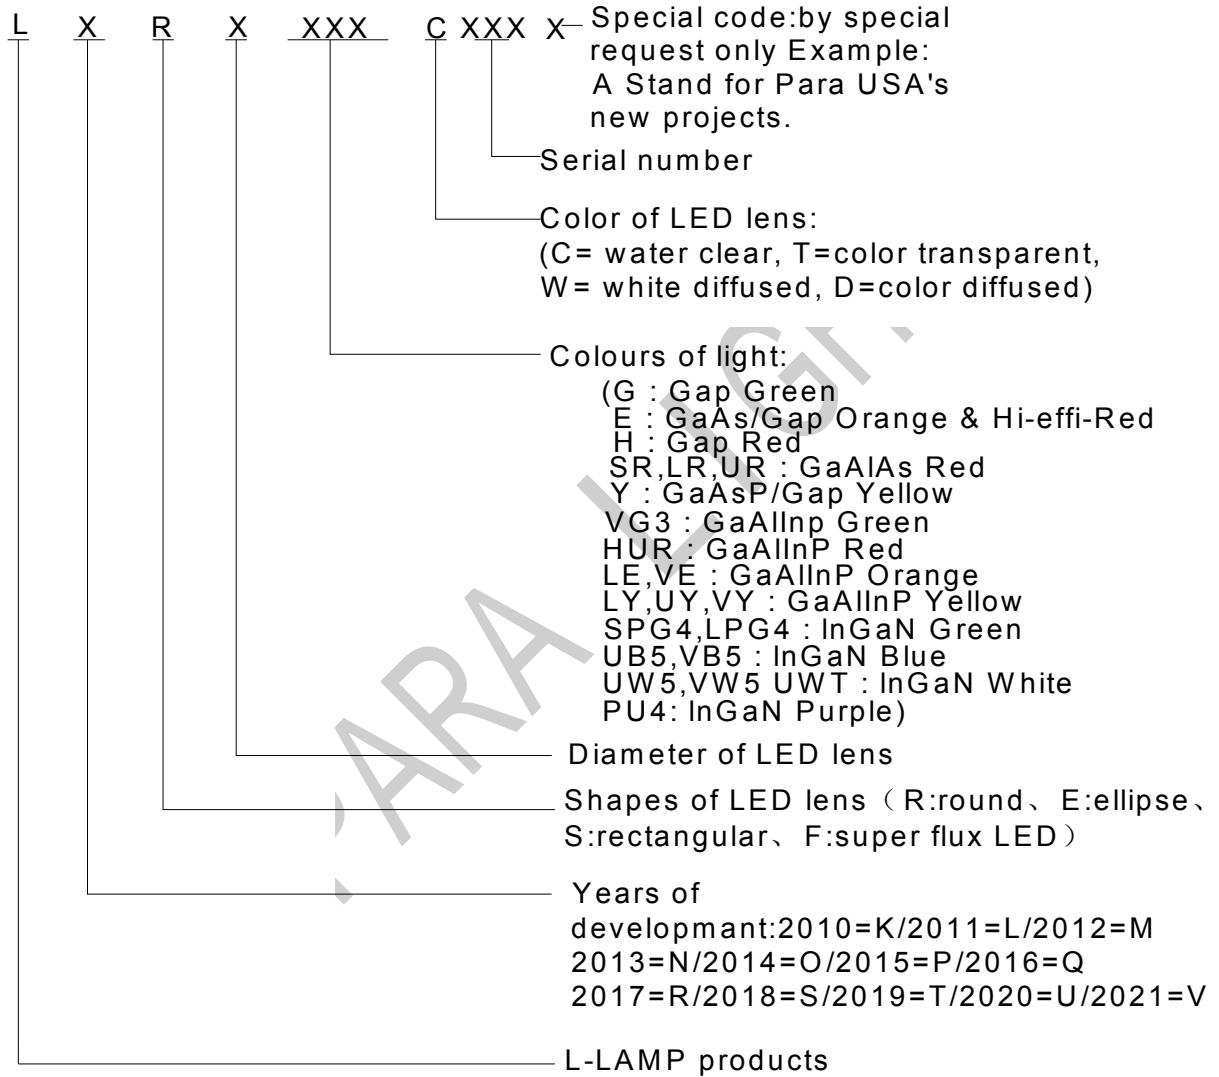 L X R X XXX C XXX X Special code:by special
request only Example:
A Stand for Para USA's
new projects.
Serial number
Color of LED lens:
(C= water clear, T=color transparent,
W= white diffused, D=color diffused)
Colours of light:
(G : Gap Green
E : GaAs/Gap Orange & Hi-effi-Red
H : Gap Red
SR,LR,UR : GaAlAs Red
Y : GaAsP/Gap Yellow
VG3 : GaAlInp Green
HUR : GaAlInP Red
LE,VE : GaAlInP Orange
LY,UY,VY : GaAlInP Yellow
SPG4,LPG4 : InGaN Green
UB5,VB5 : InGaN Blue
UW5,VW5 UWT : InGaN White
PU4: InGaN Purple)
Diameter of LED lens
Shapes of LED lens（R:round、E:ellipse、
S:rectangular、F:super flux LED）
Years of
developmant:2010=K/2011=L/2012=M
2013=N/2014=O/2015=P/2016=Q
2017=R/2018=S/2019=T/2020=U/2021=V
L-LAMP products
PARA LIGH